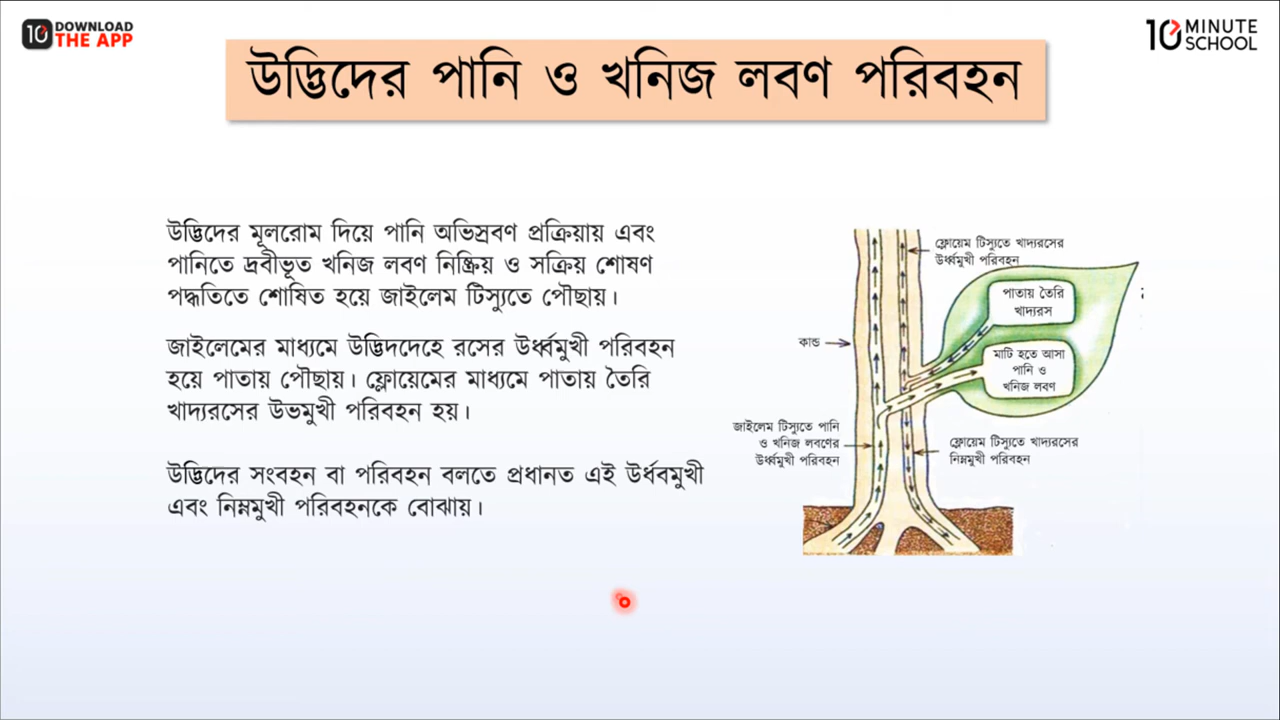 DOWNLOAD
THE APP
10 MINUTE
SCHOOL
উদ্ভিদের পানি ও খনিজ লবণ পরিবহন
উদ্ভিদের মূলরোম দিয়ে পানি অভিস্রবণ প্রক্রিয়ায় এবং
পানিতে দ্রবীভূত খনিজ লবণ নিষ্ক্রিয় ও সক্রিয় শোষণ
পদ্ধতিতে শোষিত হয়ে জাইলেম টিস্যুতে পৌছায়।
জাইলেমের মাধ্যমে উদ্ভিদদেহে রসের উর্ধ্বমুখী পরিবহন
হয়ে পাতায় পৌছায়। ফ্লোয়েমের মাধ্যমে পাতায় তৈরি
খাদ্যরসের উভমুখী পরিবহন হয়।
উদ্ভিদের সংবহন বা পরিবহন বলতে প্রধানত এই উর্ধবমুখী
এবং নিম্নমুখী পরিবহনকে বোঝায়।
ফ্লোয়েম টিস্যুতে খাদ্যরসের
উর্ধ্বমুখী পরিবহন
পাতায় তৈরি
খাদ্যরস
কান্ড
মাটি হতে আসা
পানি ও
খনিজ লবণ
জাইলেম টিস্যুতে পানি
ও খনিজ লবণের
উর্ধ্বমুখী পরিবহন
ফ্লোয়েম টিস্যুতে খাদ্যরসের
নিম্নমুখী পরিবহন